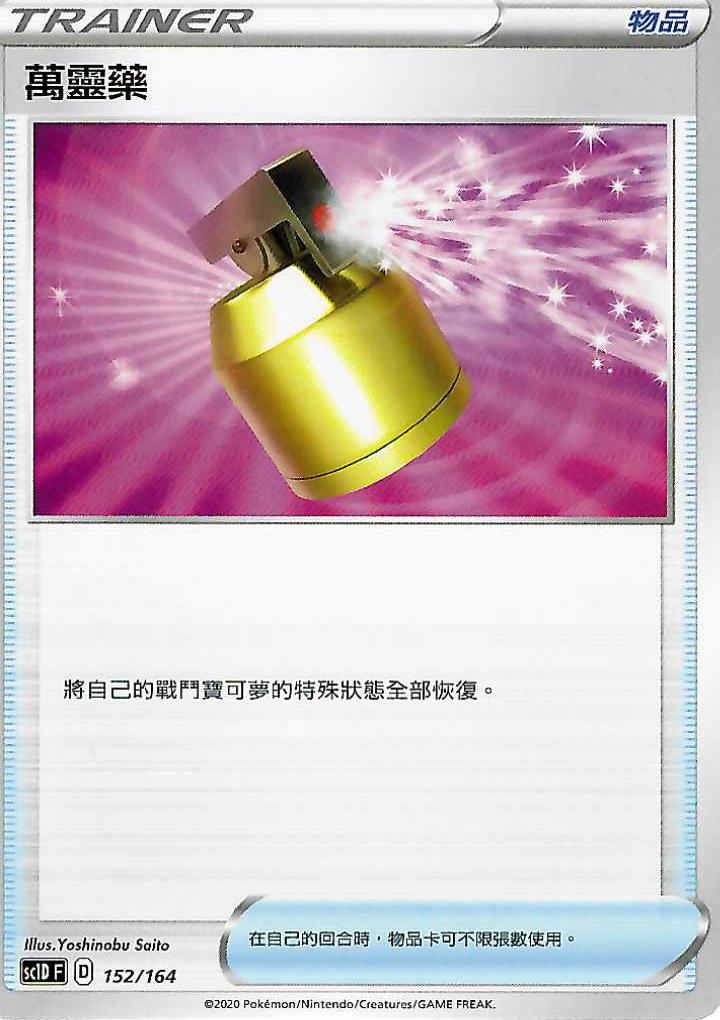 TRAINER
物品
萬靈藥
將自己的戰鬥寶可夢的特殊狀態全部恢復。
Illus.Yoshinobu Saito
在自己的回合時，物品卡可不限張數使用。
sc1D F D 152/164
©2020 Pokémon/Nintendo/Creatures/GAME FREAK.